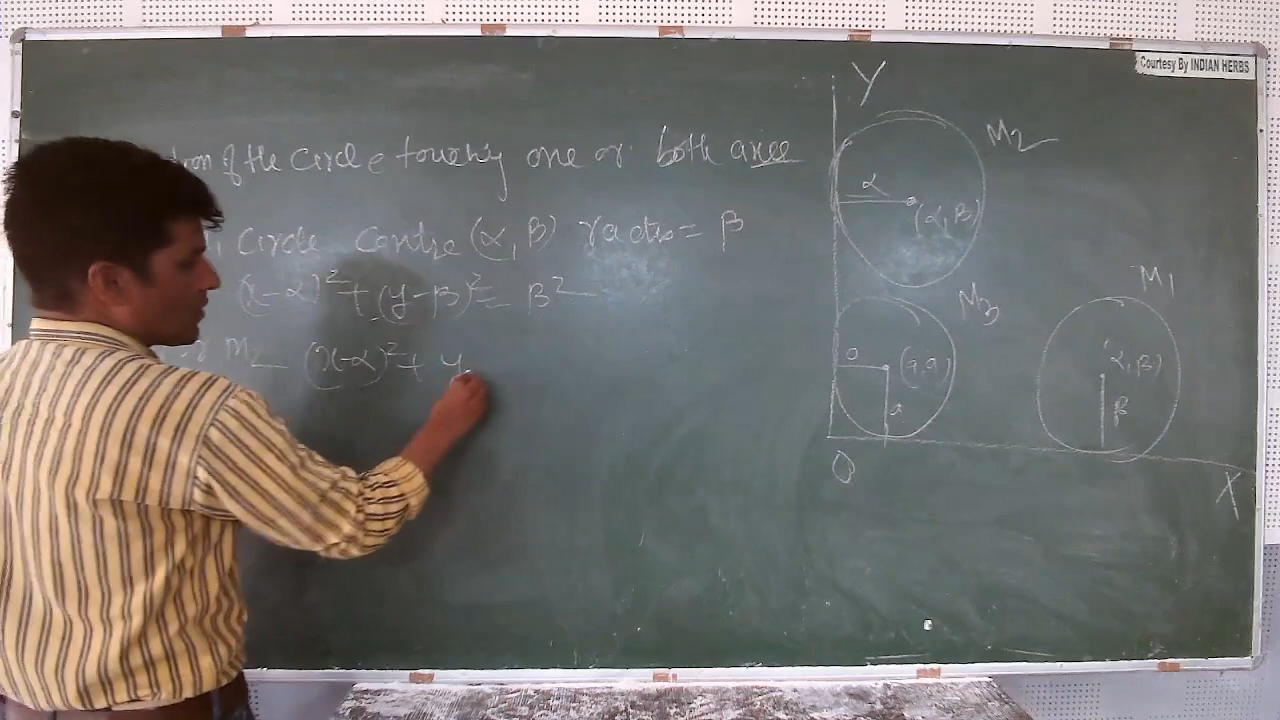 of the Circle touching one or both axes
Circle Centre (α, β) radius = β
(x-α)² + (y-β)² = β²
M2 (x-α)² + y
Courtesy By INDIAN HERBS
Y
M2
α
(α, β)
M3
a
(a,a)
a
M1
α, β)
β
O
X